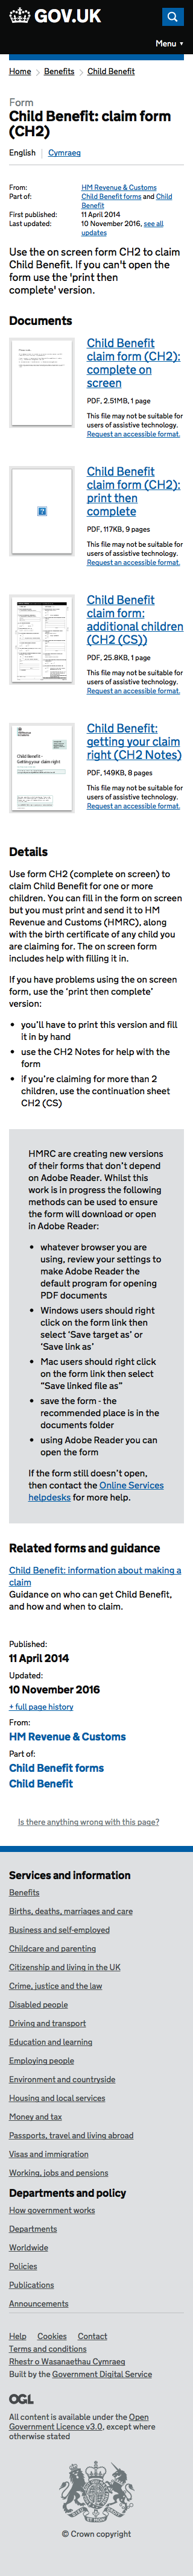 GOV.UK
Menu ▼
Home > Benefits > Child Benefit
Form
Child Benefit: claim form
(CH2)
English | Cymraeg
From: HM Revenue & Customs
Part of: Child Benefit forms and Child
Benefit
First published: 11 April 2014
Last updated: 10 November 2016, see all
updates
Use the on screen form CH2 to claim
Child Benefit. If you can't open the
form use the 'print then
complete' version.
Documents
Child Benefit
claim form (CH2):
complete on
screen
PDF, 2.51MB, 1 page
This file may not be suitable for
users of assistive technology.
Request an accessible format.
Child Benefit
claim form (CH2):
print then
complete
PDF, 117KB, 9 pages
This file may not be suitable for
users of assistive technology.
Request an accessible format.
Child Benefit
claim form:
additional children
(CH2 (CS))
PDF, 25.8KB, 1 page
This file may not be suitable for
users of assistive technology.
Request an accessible format.
Child Benefit
Getting your claim right
Child Benefit:
getting your claim
right (CH2 Notes)
PDF, 149KB, 8 pages
This file may not be suitable for
users of assistive technology.
Request an accessible format.
Details
Use form CH2 (complete on screen) to
claim Child Benefit for one or more
children. You can fill in the form on screen
but you must print and send it to HM
Revenue and Customs (HMRC), along
with the birth certificate of any child you
are claiming for. The on screen form
includes help with filling it in.
If you have problems using the on screen
form, use the 'print then complete'
version:
• you'll have to print this version and fill
it in by hand
• use the CH2 Notes for help with the
form
• if you're claiming for more than 2
children, use the continuation sheet
CH2 (CS)
HMRC are creating new versions
of their forms that don't depend
on Adobe Reader. Whilst this
work is in progress the following
methods can be used to ensure
the form will download or open
in Adobe Reader:
• whatever browser you are
using, review your settings to
make Adobe Reader the
default program for opening
PDF documents
• Windows users should right
click on the form link then
select 'Save target as' or
'Save link as'
• Mac users should right click
on the form link then select
"Save linked file as"
• save the form - the
recommended place is in the
documents folder
• using Adobe Reader you can
open the form
If the form still doesn't open,
then contact the Online Services
helpdesk for more help.
Related forms and guidance
Child Benefit: information about making a
claim
Guidance on who can get Child Benefit,
and how and when to claim.
Published:
11 April 2014
Updated:
10 November 2016
+ full page history
From:
HM Revenue & Customs
Part of:
Child Benefit forms
Child Benefit
Is there anything wrong with this page?
Services and information
Benefits
Births, deaths, marriages and care
Business and self-employed
Childcare and parenting
Citizenship and living in the UK
Crime, justice and the law
Disabled people
Driving and transport
Education and learning
Employing people
Environment and countryside
Housing and local services
Money and tax
Passports, travel and living abroad
Visas and immigration
Working, jobs and pensions
Departments and policy
How government works
Departments
Worldwide
Policies
Publications
Announcements
Help Cookies Contact
Terms and conditions
Rhestr o Wasanaethau Cymraeg
Built by the Government Digital Service
OGL
All content is available under the Open
Government Licence v3.0, except where
otherwise stated
© Crown copyright